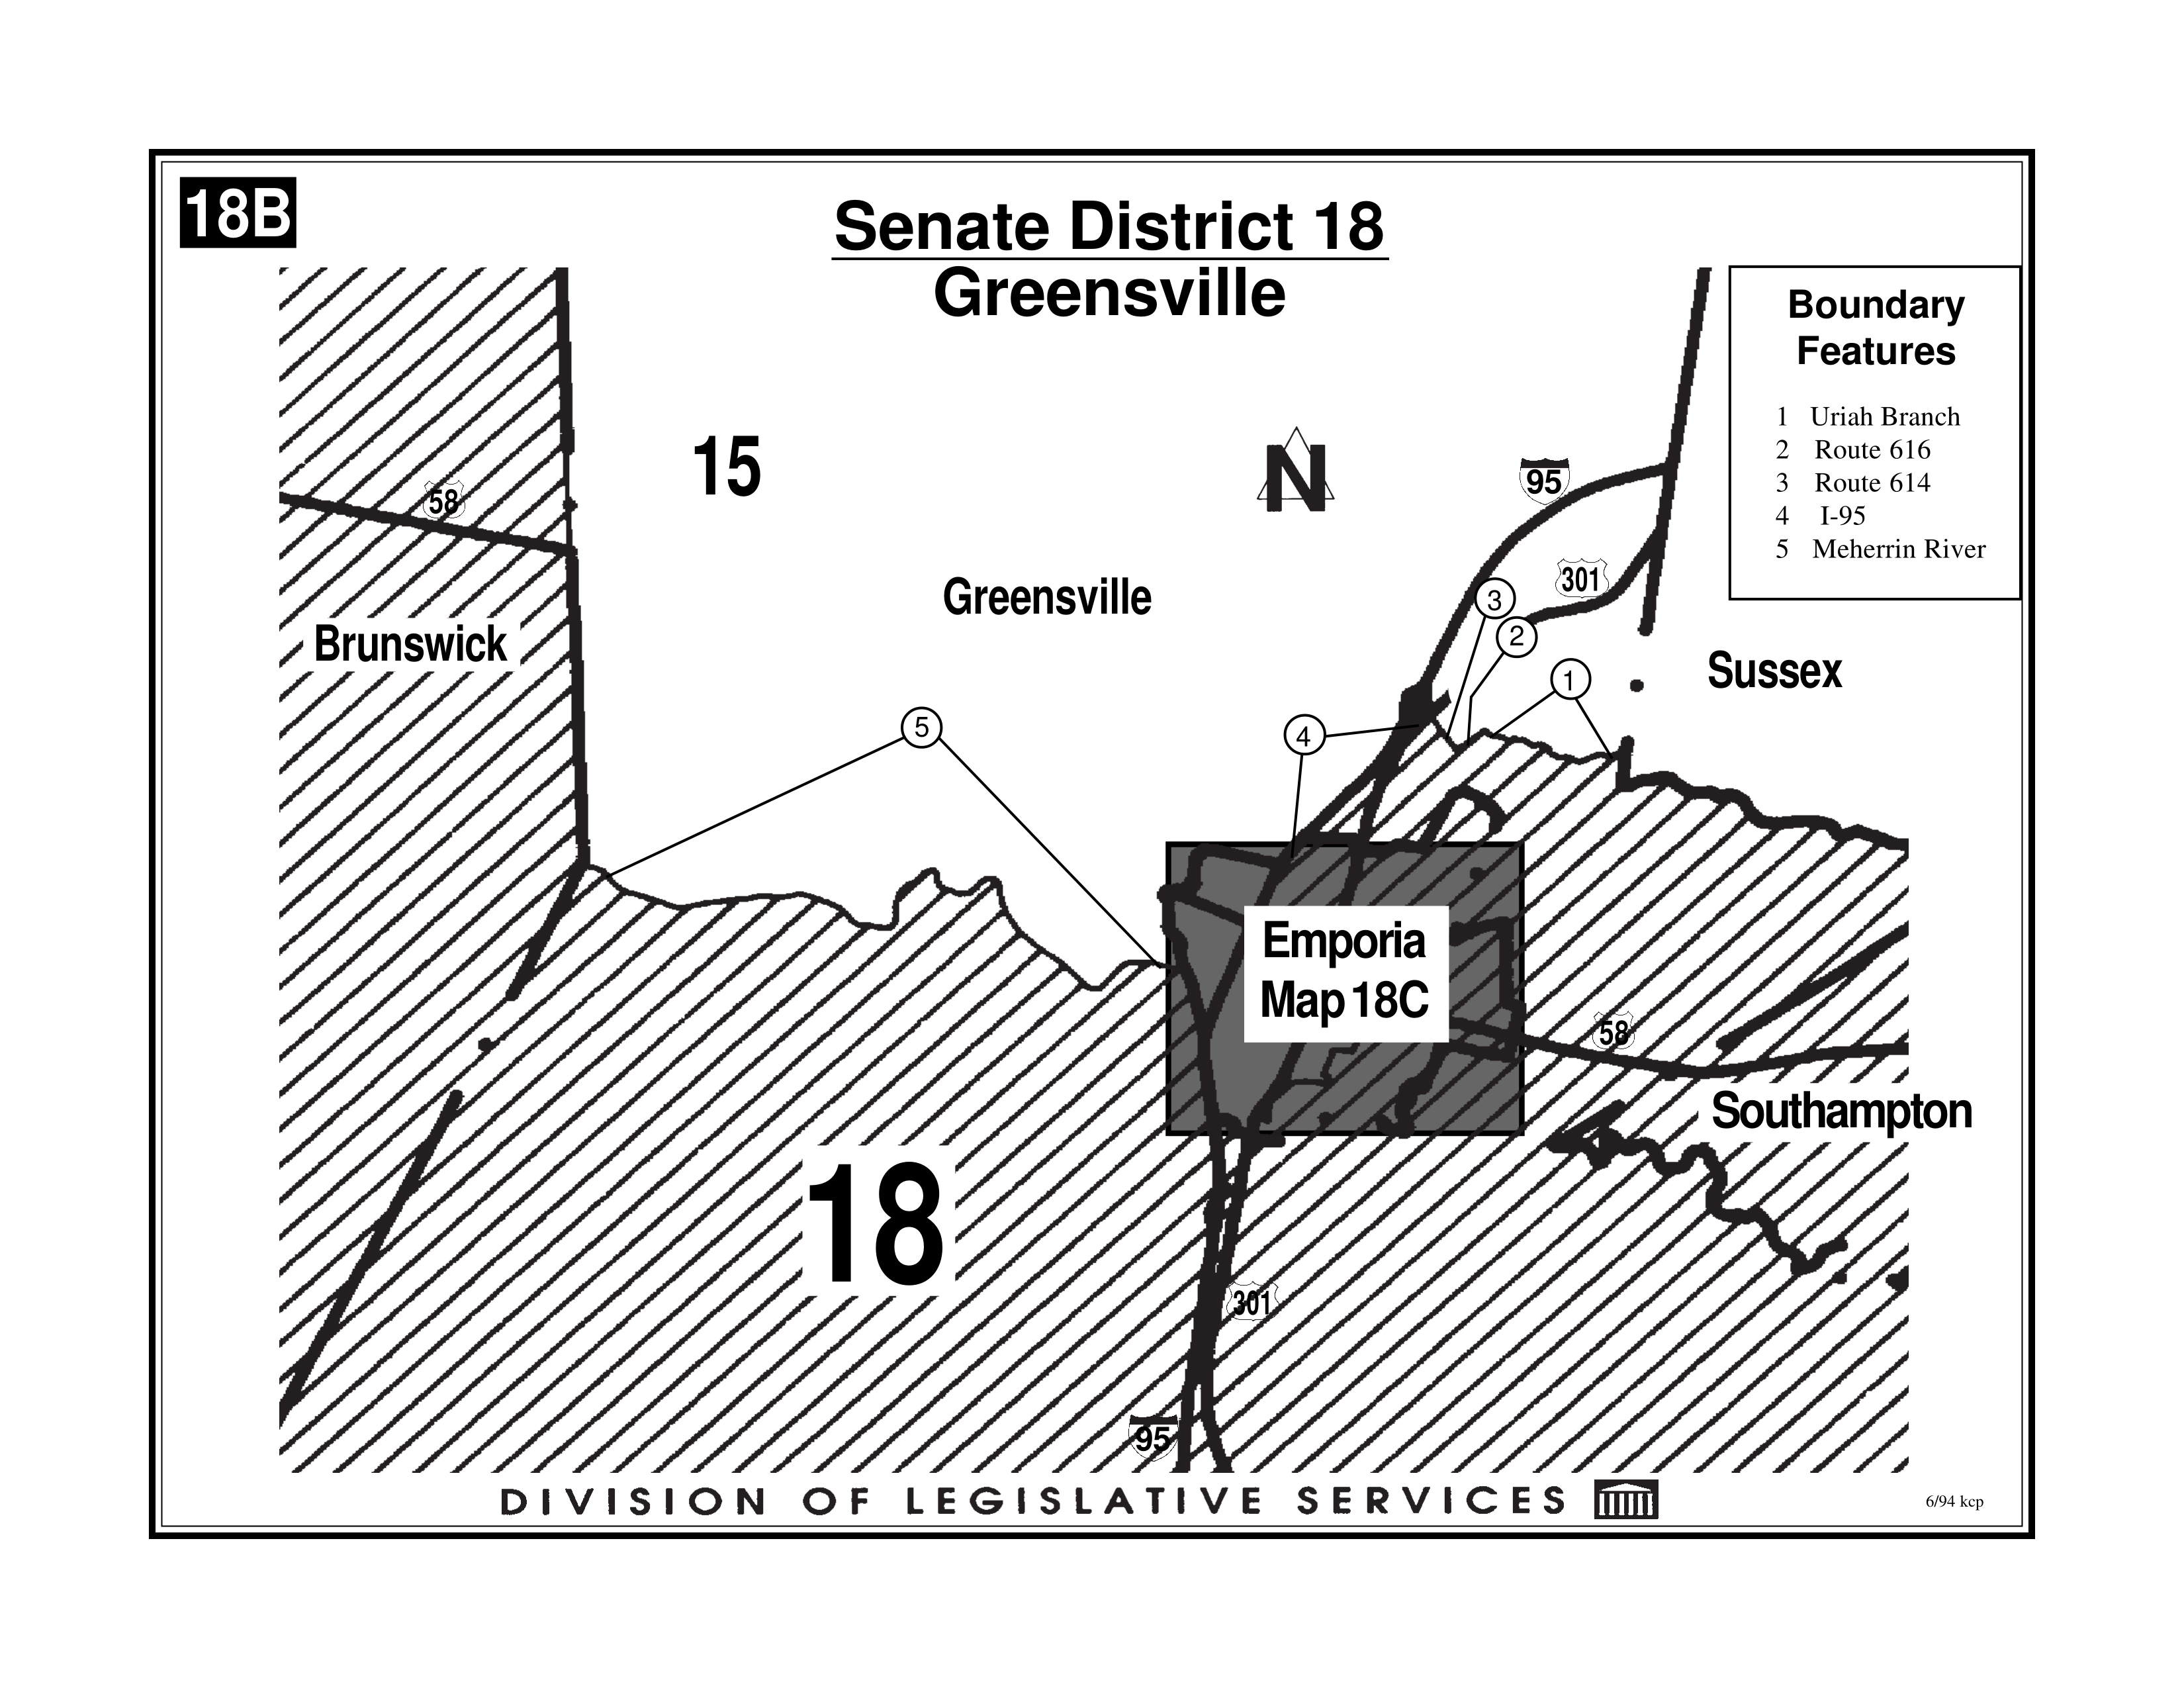 18B
Senate District 18
Greensville
Boundary
Features
1 Uriah Branch
2 Route 616
3 Route 614
4 I-95
5 Meherrin River
15
N
95
58
301
Greensville
3
2
Brunswick
1
Sussex
5
4
Emporia
Map 18C
58
Southampton
18
301
95
DIVISION OF LEGISLATIVE SERVICES
6/94 kcp